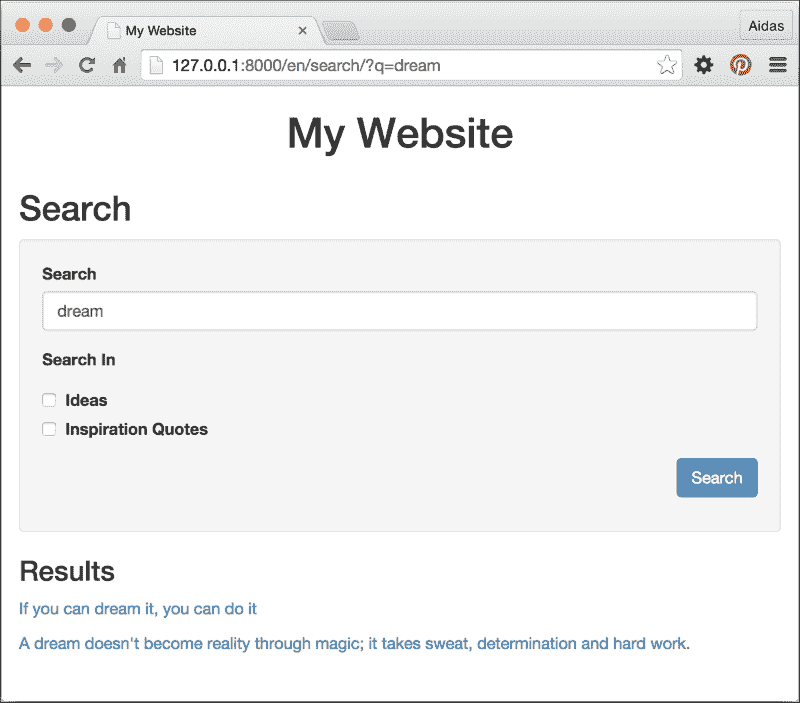 My Website
Aidas
127.0.0.1:8000/en/search/?q=dream
My Website
Search
Search
dream
Search In
Ideas
Inspiration Quotes
Search
Results
If you can dream it, you can do it
A dream doesn't become reality through magic; it takes sweat, determination and hard work.